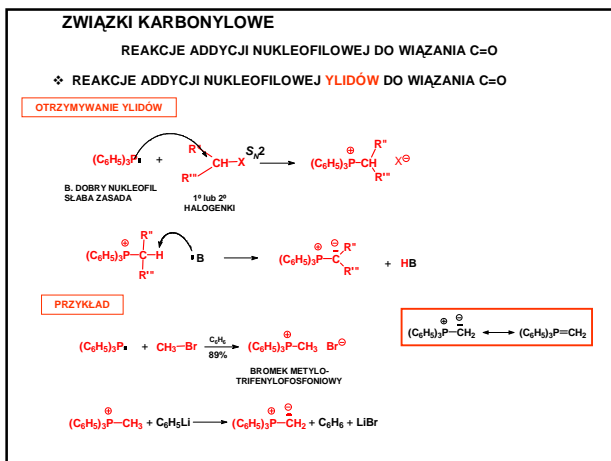 ZWIĄZKI KARBONYLOWE
REAKCJE ADDYCJI NUKLEOFILOWEJ DO WIĄZANIA C=O
❖ REAKCJE ADDYCJI NUKLEOFILOWEJ YLIDÓW DO WIĄZANIA C=O
OTRZYMYWANIE YLIDÓW
(C₆H₅)₃P: + R'' R''' CH–X S_N2 → (C₆H₅)₃P⊕–CH R'' R''' X⊖
B. DOBRY NUKLEOFIL
SŁABA ZASADA
1º lub 2º
HALOGENKI
(C₆H₅)₃P⊕–C–H R'' R''' :B → (C₆H₅)₃P⊕–C⊖ R'' R''' + HB
PRZYKŁAD
(C₆H₅)₃P⊕–CH₂⊖ ↔ (C₆H₅)₃P=CH₂
(C₆H₅)₃P: + CH₃–Br C₆H₆ 89% → (C₆H₅)₃P⊕–CH₃ Br⊖
BROMEK METYLO-
TRIFENYLOFOSFONIOWY
(C₆H₅)₃P⊕–CH₃ + C₆H₅Li → (C₆H₅)₃P⊕–CH₂⊖ + C₆H₆ + LiBr